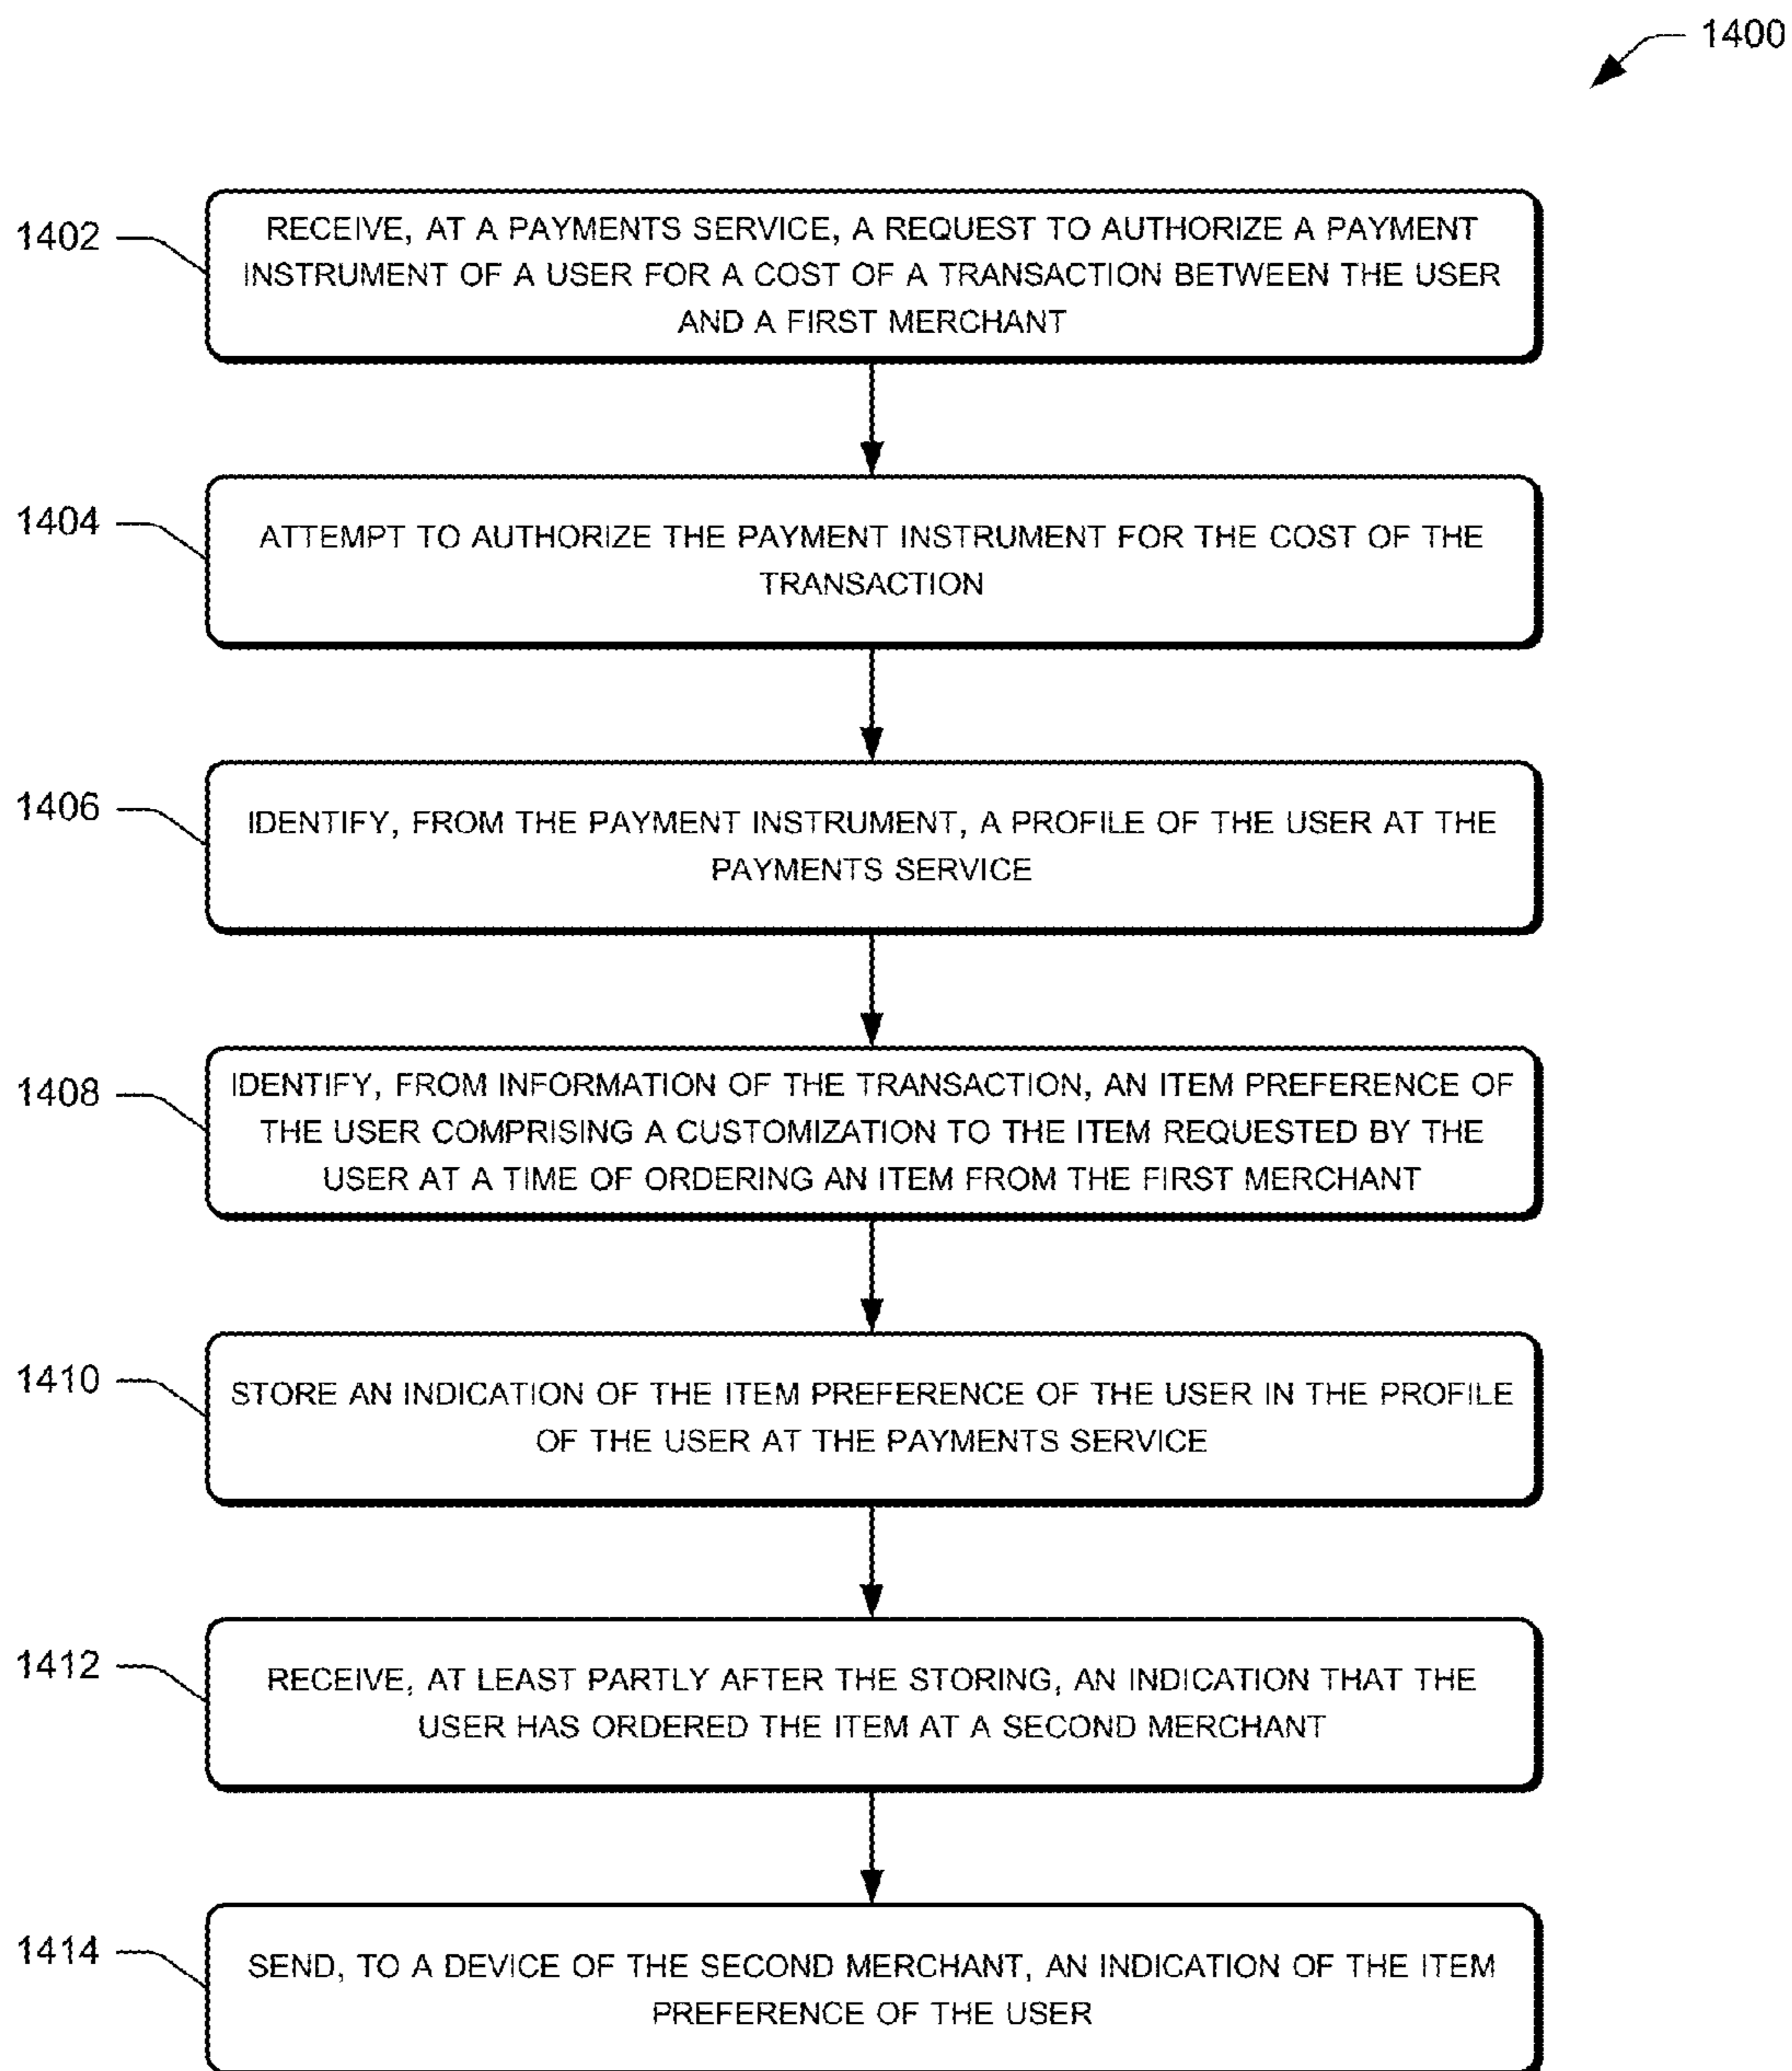 1400
1402
RECEIVE, AT A PAYMENTS SERVICE, A REQUEST TO AUTHORIZE A PAYMENT
INSTRUMENT OF A USER FOR A COST OF A TRANSACTION BETWEEN THE USER
AND A FIRST MERCHANT
1404
ATTEMPT TO AUTHORIZE THE PAYMENT INSTRUMENT FOR THE COST OF THE
TRANSACTION
1406
IDENTIFY, FROM THE PAYMENT INSTRUMENT, A PROFILE OF THE USER AT THE
PAYMENTS SERVICE
1408
IDENTIFY, FROM INFORMATION OF THE TRANSACTION, AN ITEM PREFERENCE OF
THE USER COMPRISING A CUSTOMIZATION TO THE ITEM REQUESTED BY THE
USER AT A TIME OF ORDERING AN ITEM FROM THE FIRST MERCHANT
1410
STORE AN INDICATION OF THE ITEM PREFERENCE OF THE USER IN THE PROFILE
OF THE USER AT THE PAYMENTS SERVICE
1412
RECEIVE, AT LEAST PARTLY AFTER THE STORING, AN INDICATION THAT THE
USER HAS ORDERED THE ITEM AT A SECOND MERCHANT
1414
SEND, TO A DEVICE OF THE SECOND MERCHANT, AN INDICATION OF THE ITEM
PREFERENCE OF THE USER